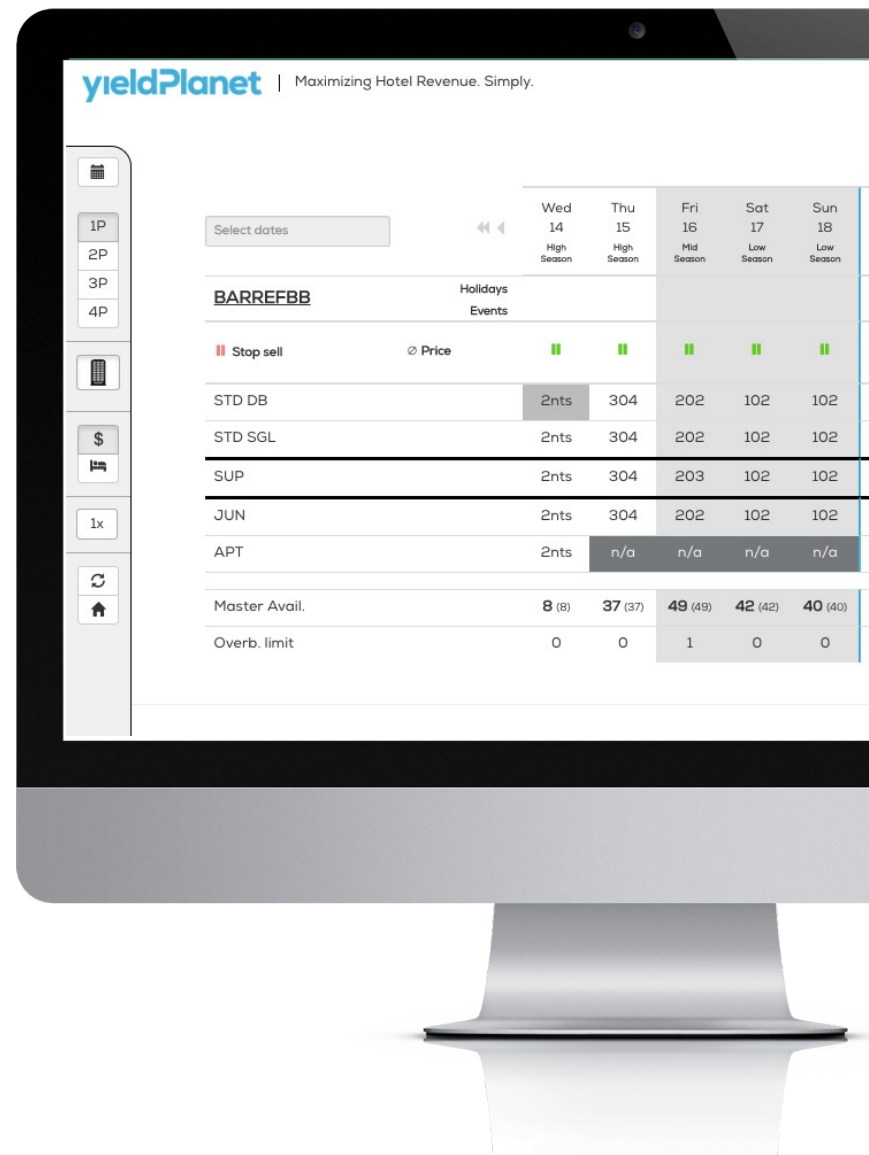 yieldPlanet | Maximizing Hotel Revenue. Simply.
1P
2P
3P
4P
$
1x
Select dates
Wed Thu Fri Sat Sun
14 15 16 17 18
High Season High Season Mid Season Low Season Low Season
BARREFBB Holidays
Events
Stop sell Ø Price
STD DB 2nts 304 202 102 102
STD SGL 2nts 304 202 102 102
SUP 2nts 304 203 102 102
JUN 2nts 304 202 102 102
APT 2nts n/a n/a n/a n/a
Master Avail. 8 (8) 37 (37) 49 (49) 42 (42) 40 (40)
Overb. limit 0 0 1 0 0